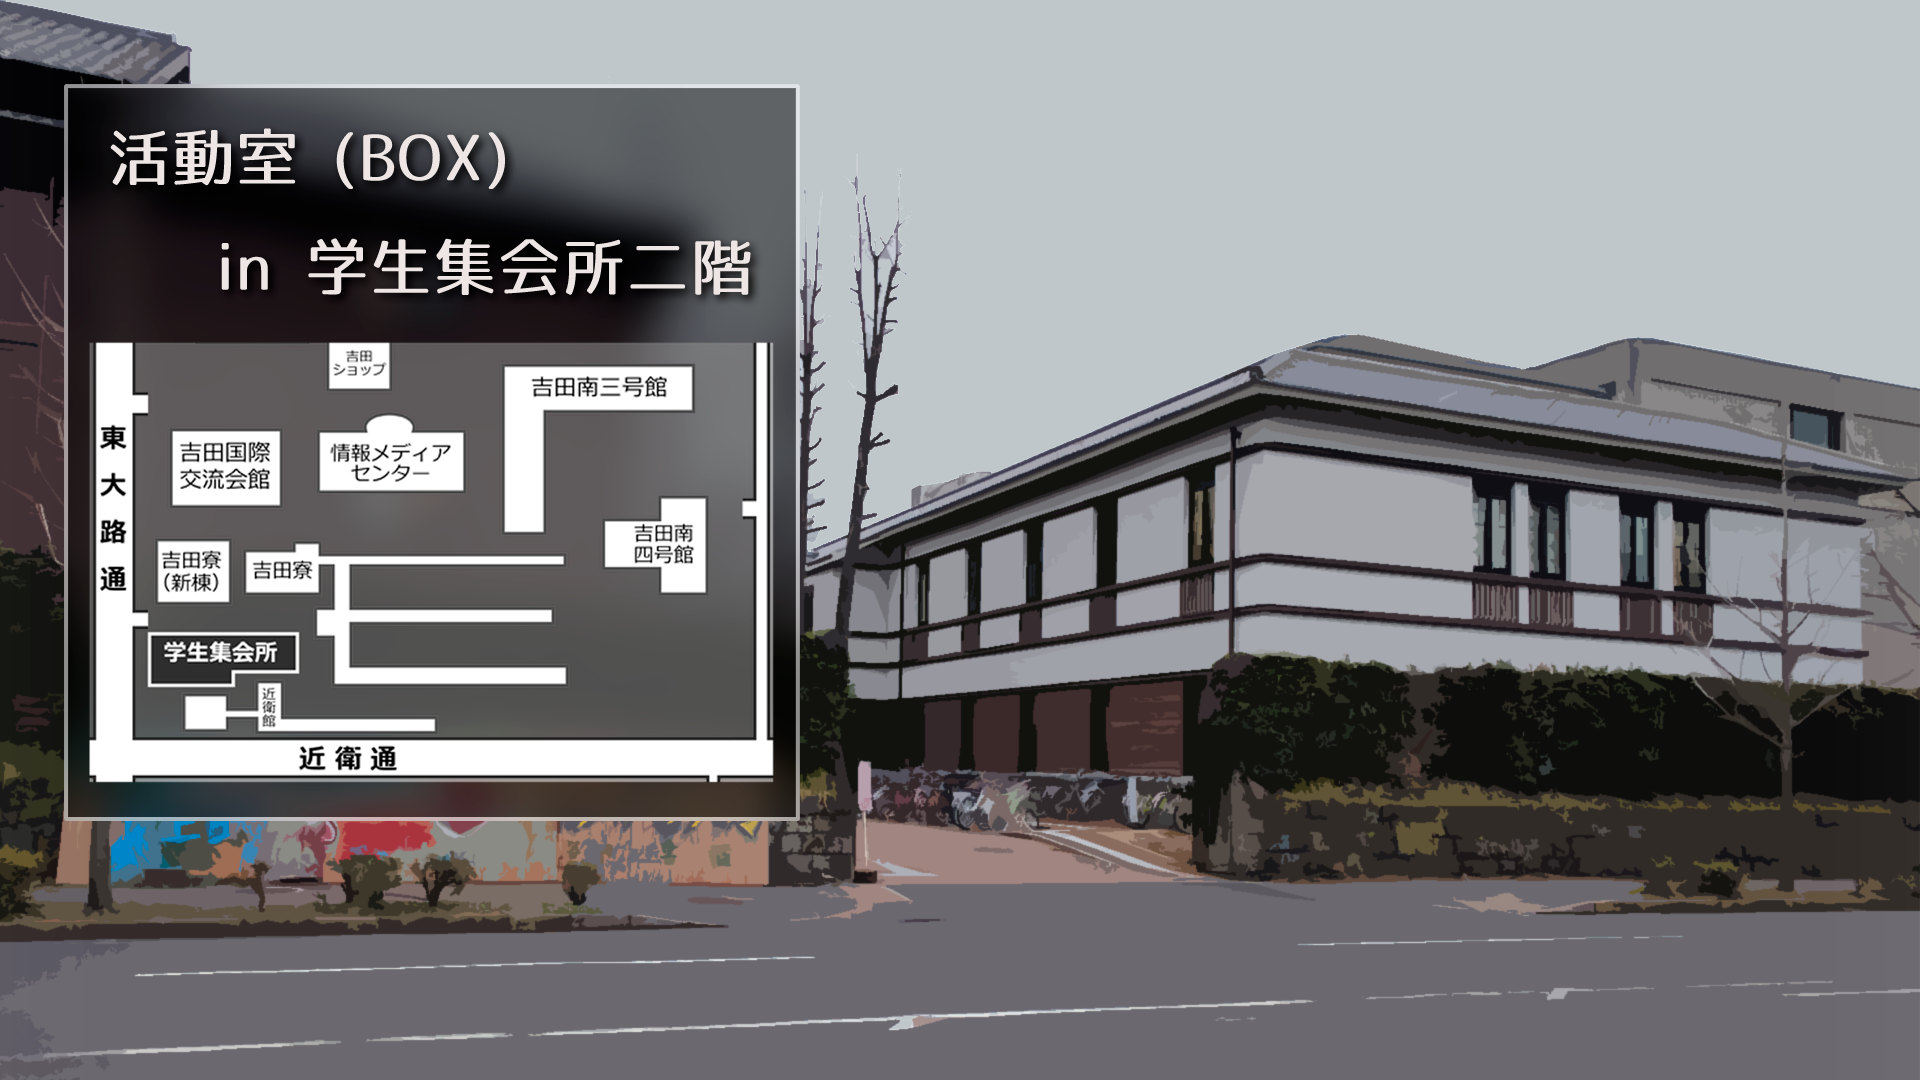 活動室 (BOX)
in 学生集会所二階
吉田
ショップ
吉田南三号館
東大路通
吉田国際
交流会館
情報メディア
センター
吉田南
四号館
吉田寮
(新棟)
吉田寮
学生集会所
近衛館
近衛通